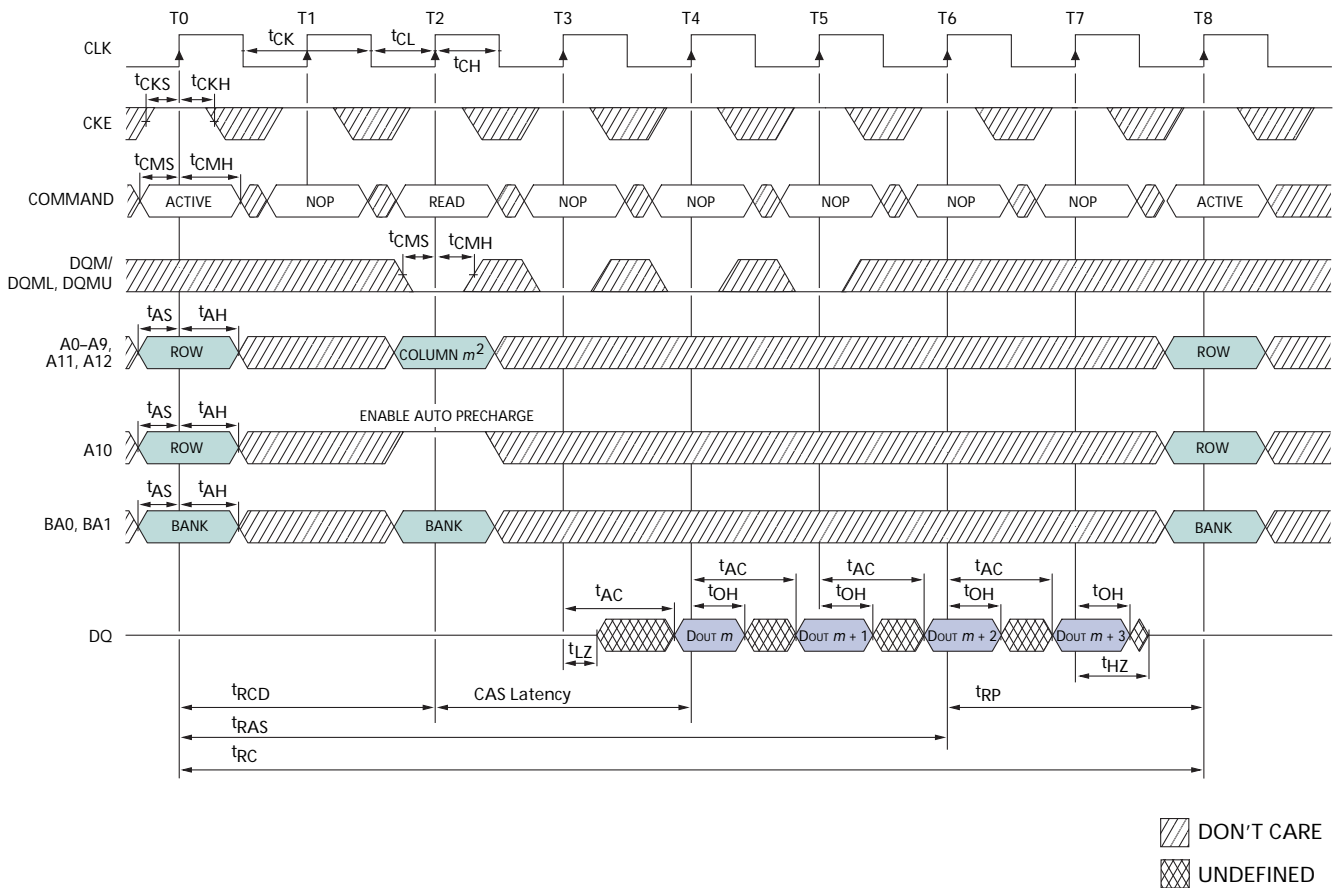 T0 T1 T2 T3 T4 T5 T6 T7 T8
CLK
tCK tCL
tCH
tCKS tCKH
CKE
tCMS tCMH
COMMAND ACTIVE NOP READ NOP NOP NOP NOP NOP ACTIVE
tCMS tCMH
DQM/
DQML, DQMU
tAS tAH
A0–A9,
A11, A12
ROW COLUMN m2 ROW
tAS tAH
ENABLE AUTO PRECHARGE
A10 ROW ROW
tAS tAH
BA0, BA1 BANK BANK BANK
tAC tAC tAC
tAC tOH tOH tOH tOH
DQ DOUT m DOUT m + 1 DOUT m + 2 DOUT m + 3
tLZ tHZ
tRCD CAS Latency tRP
tRAS
tRC
DON'T CARE
UNDEFINED